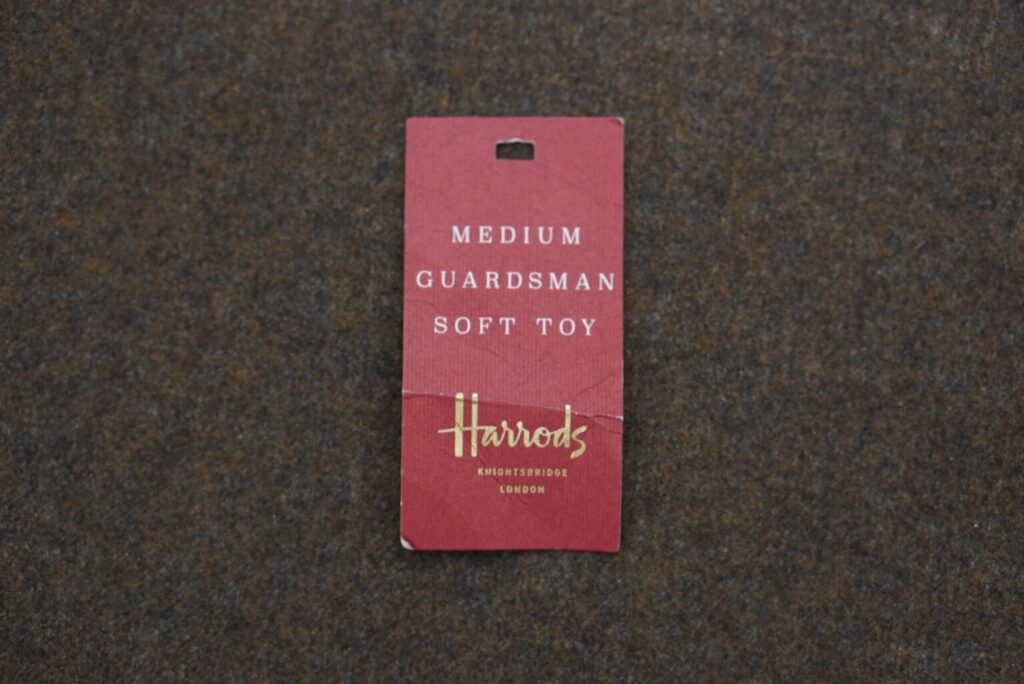 MEDIUM
GUARDSMAN
SOFT TOY
Harrods
KNIGHTSBRIDGE
LONDON